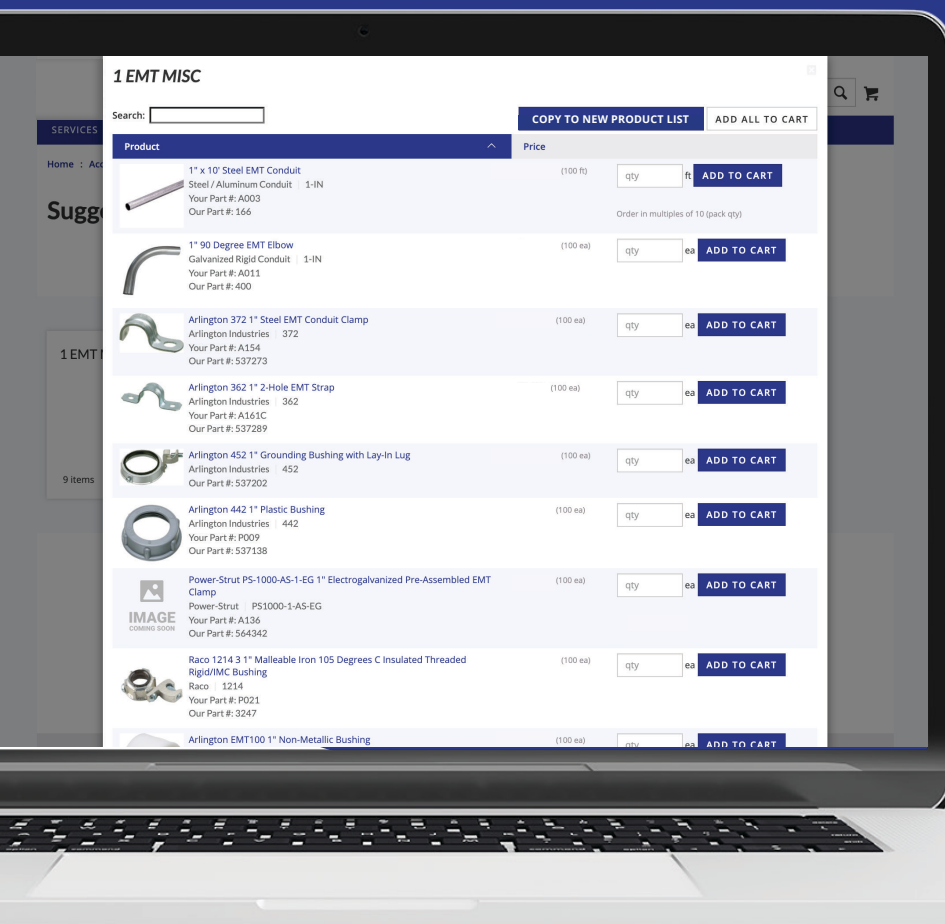 1 EMT MISC
Search:
COPY TO NEW PRODUCT LIST
ADD ALL TO CART
SERVICES
Home : Acc
Sugge
1 EMT M
9 items
Product
Price
1" x 10' Steel EMT Conduit
Steel / Aluminum Conduit | 1-IN
Your Part #: A003
Our Part #: 166
(100 ft)
qty ft ADD TO CART
Order in multiples of 10 (pack qty)
1" 90 Degree EMT Elbow
Galvanized Rigid Conduit | 1-IN
Your Part #: A011
Our Part #: 400
(100 ea)
qty ea ADD TO CART
Arlington 372 1" Steel EMT Conduit Clamp
Arlington Industries | 372
Your Part #: A154
Our Part #: 537273
(100 ea)
qty ea ADD TO CART
Arlington 362 1" 2-Hole EMT Strap
Arlington Industries | 362
Your Part #: A161C
Our Part #: 537289
(100 ea)
qty ea ADD TO CART
Arlington 452 1" Grounding Bushing with Lay-In Lug
Arlington Industries | 452
Our Part #: 537202
(100 ea)
qty ea ADD TO CART
Arlington 442 1" Plastic Bushing
Arlington Industries | 442
Your Part #: P009
Our Part #: 537138
(100 ea)
qty ea ADD TO CART
IMAGE
COMING SOON
Power-Strut PS-1000-AS-1-EG 1" Electrogalvanized Pre-Assembled EMT
Clamp
Power-Strut | PS1000-1-AS-EG
Your Part #: A136
Our Part #: 564342
(100 ea)
qty ea ADD TO CART
Raco 1214 3 1" Malleable Iron 105 Degrees C Insulated Threaded
Rigid/IMC Bushing
Raco | 1214
Your Part #: P021
Our Part #: 3247
(100 ea)
qty ea ADD TO CART
Arlington EMT100 1" Non-Metallic Bushing
(100 ea)
qty ea ADD TO CART